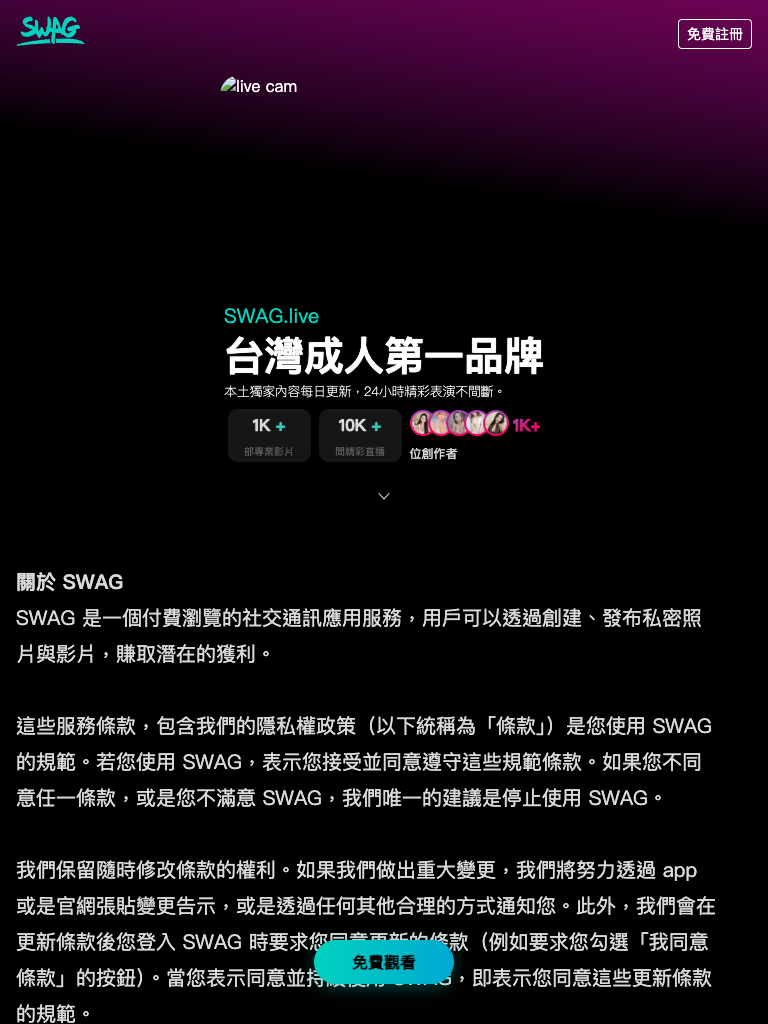 SWAG
免費註冊
live cam
SWAG.live
台灣成人第一品牌
本土獨家內容每日更新，24小時精彩表演不間斷。
1K +
部專業影片
10K +
間精彩直播
1K+
位創作者
關於 SWAG
SWAG 是一個付費瀏覽的社交通訊應用服務，用戶可以透過創建、發布私密照
片與影片，賺取潛在的獲利。
這些服務條款，包含我們的隱私權政策（以下統稱為「條款」）是您使用 SWAG
的規範。若您使用 SWAG，表示您接受並同意遵守這些規範條款。如果您不同
意任一條款，或是您不滿意 SWAG，我們唯一的建議是停止使用 SWAG。
我們保留隨時修改條款的權利。如果我們做出重大變更，我們將努力透過 app
或是官網張貼變更告示，或是透過任何其他合理的方式通知您。此外，我們會在
更新條款後您登入 SWAG 時要求您同意更新的條款（例如要求您勾選「我同意
條款」的按鈕）。當您表示同意並持續使用 SWAG，即表示您同意這些更新條款
的規範。
免費觀看